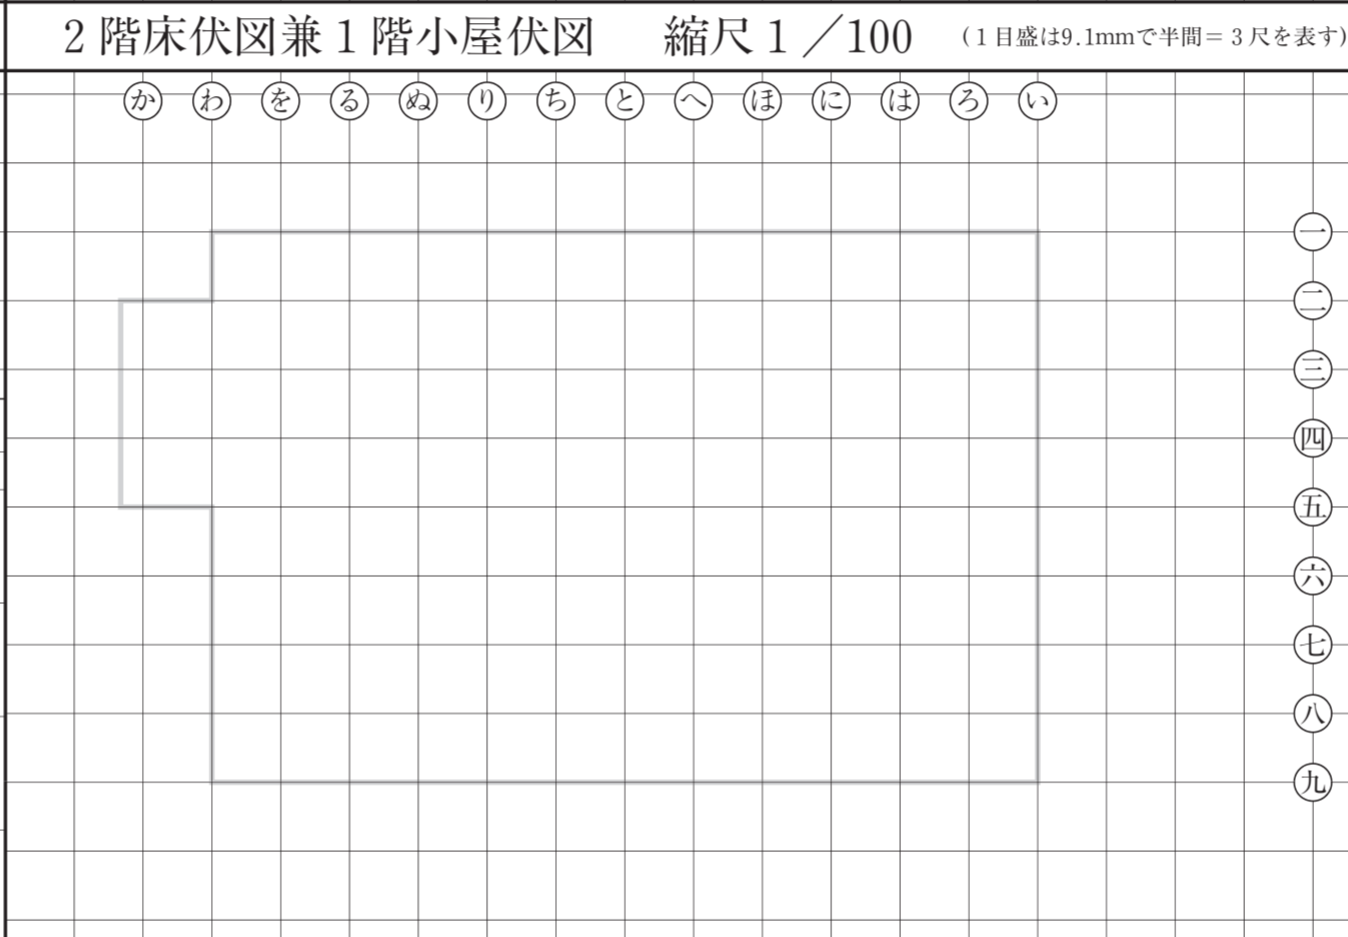 2階床伏図兼1階小屋伏図 縮尺1／100 (1目盛は9.1mmで半間＝3尺を表す)
か わ を る ぬ り ち と へ ほ に は ろ い
一
二
三
四
五
六
七
八
九